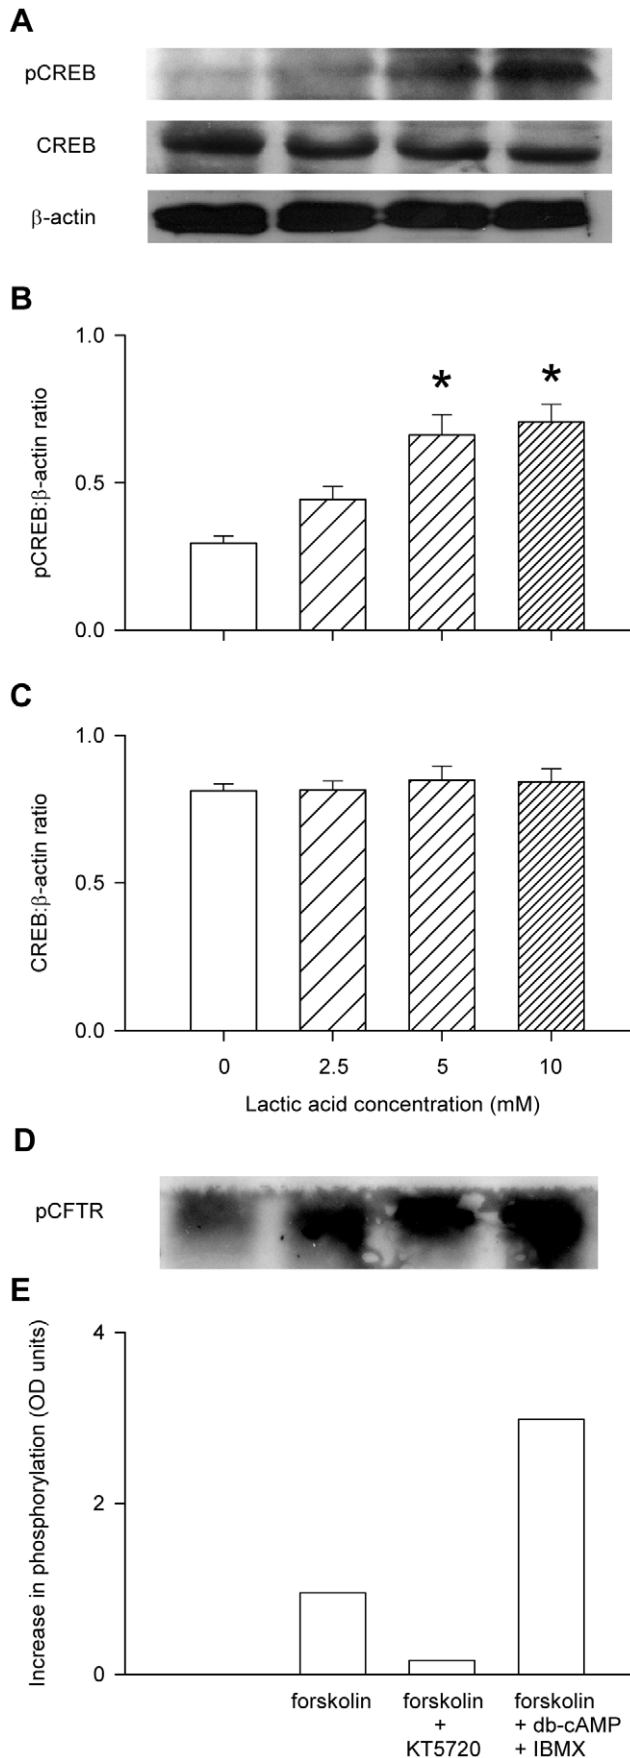 A
pCREB
CREB
β-actin
B
pCREB:β-actin ratio
1.0
0.5
0.0
*
*
C
CREB:β-actin ratio
1.0
0.5
0.0
0
2.5
5
10
Lactic acid concentration (mM)
D
pCFTR
E
Increase in phosphorylation (OD units)
4
2
0
forskolin
forskolin
+
KT5720
forskolin
+ db-cAMP
+ IBMX